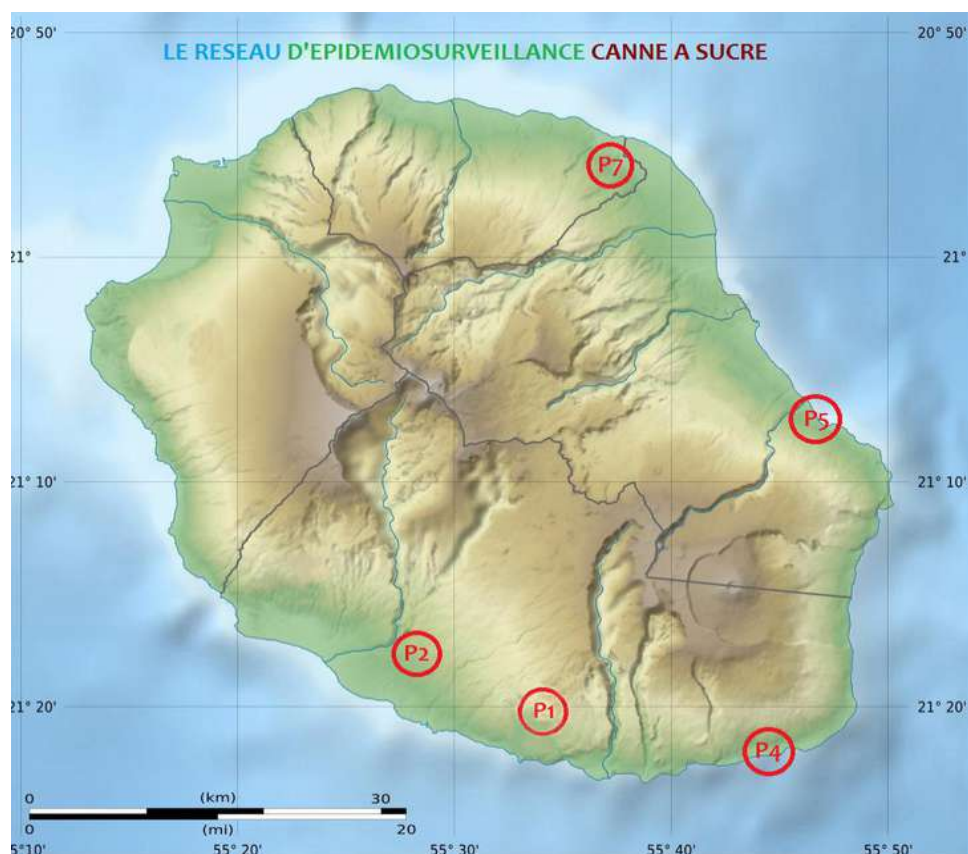 20° 50' 20° 50'
LE RESEAU D'EPIDEMIOSURVEILLANCE CANNE A SUCRE
P7
21° 21°
P5
21° 10' 21° 10'
P2
21° 20' 21° 20'
P1
P4
0 (km) 30
0 (mi) 20
5°10' 55° 20' 55° 30' 55° 40' 55° 50'